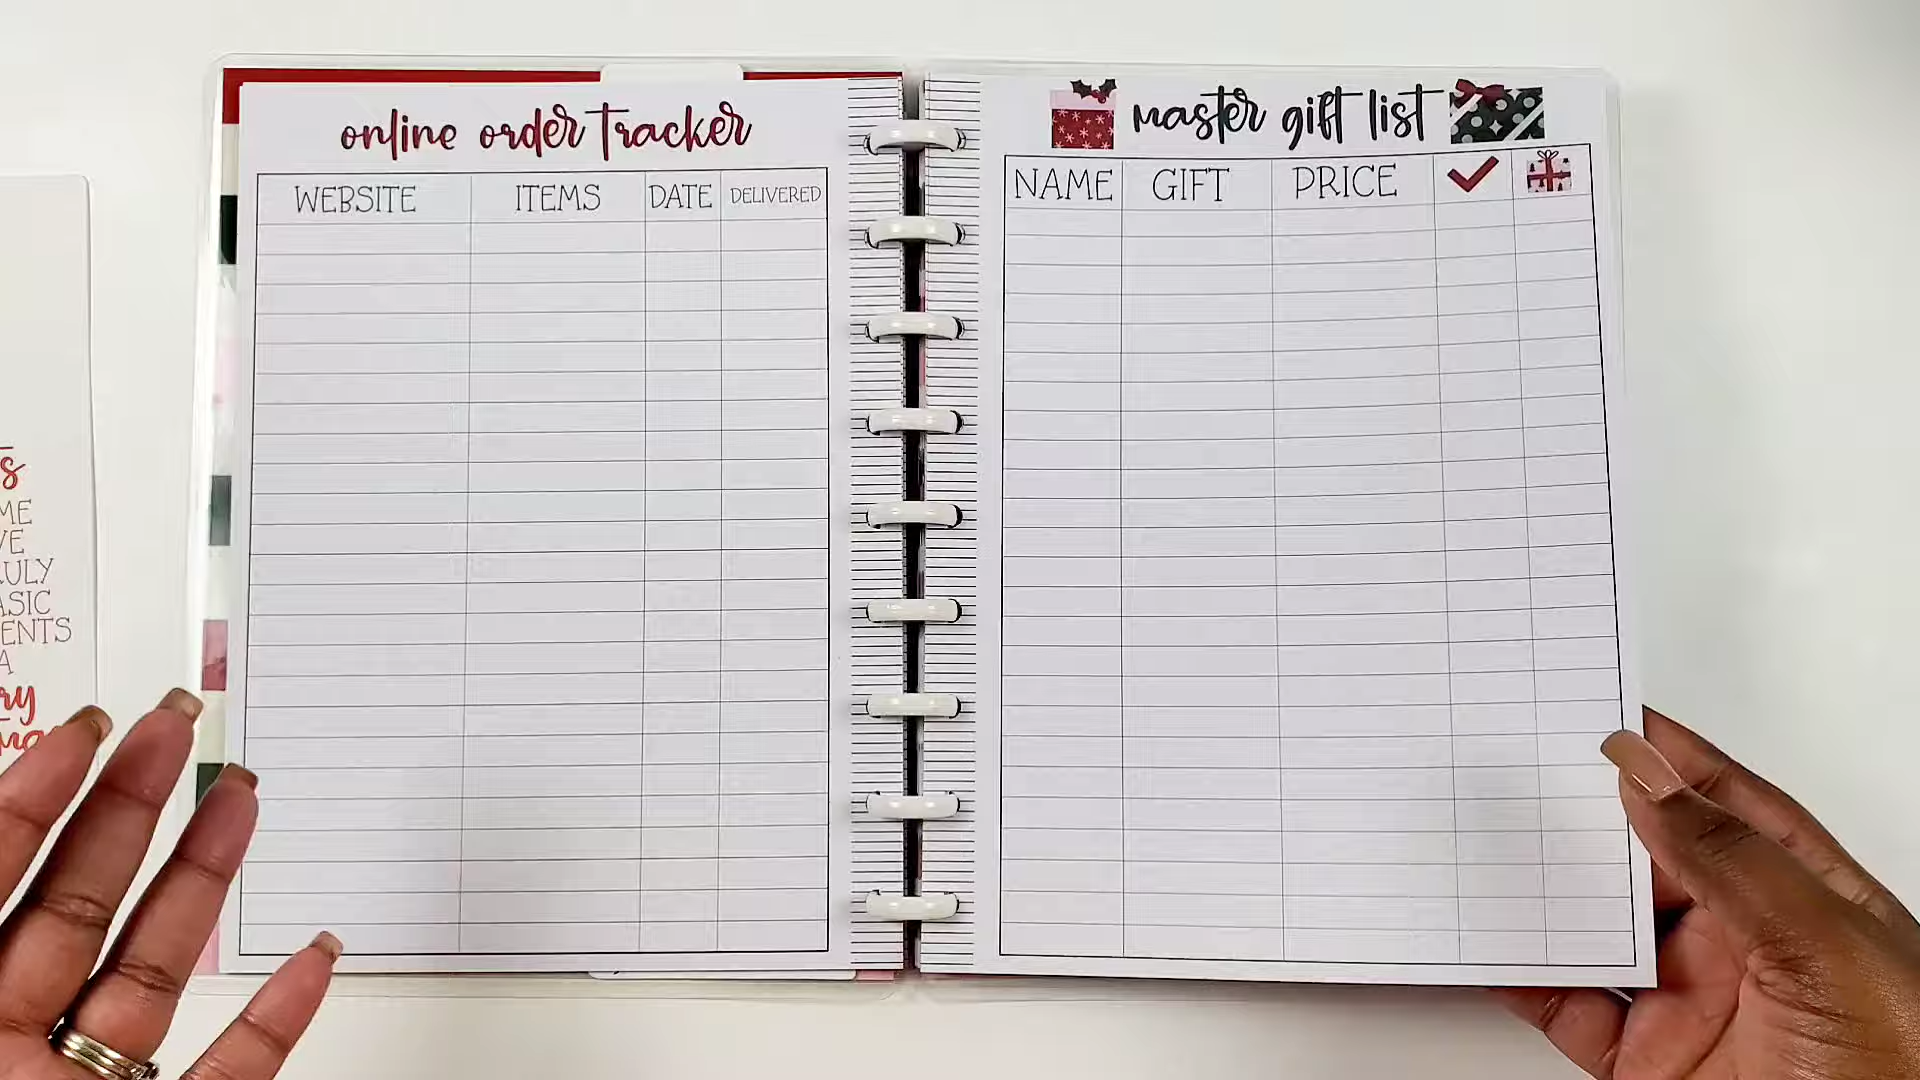 online order tracker
WEBSITE ITEMS DATE DELIVERED
master gift list
NAME GIFT PRICE